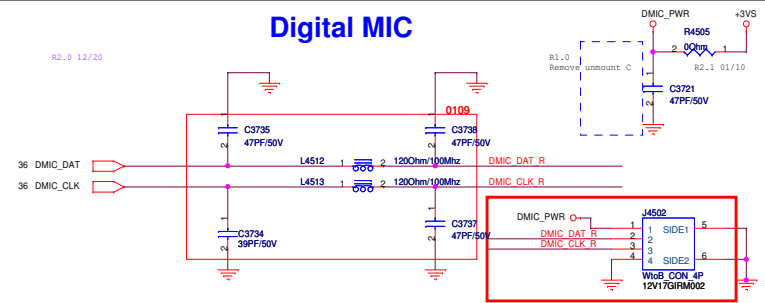 Digital MIC
DMIC_PWR
+3VS
R4505
0Ohm
2
1
R2.1 01/10
R2.0 12/20
R1.0
Remove unmount C
1
C3721
47PF/50V
2
0109
1
C3735
47PF/50V
2
1
C3738
47PF/50V
2
36 DMIC_DAT
L4512
1
2
120Ohm/100Mhz
DMIC_DAT_R
36 DMIC_CLK
L4513
1
2
120Ohm/100Mhz
DMIC_CLK_R
1
C3734
39PF/50V
2
1
C3737
47PF/50V
2
DMIC_PWR
J4502
1
1
SIDE1
5
DMIC_DAT_R
2
2
DMIC_CLK_R
3
3
4
4
SIDE2
6
WtoB_CON_4P
12V17GIRM002